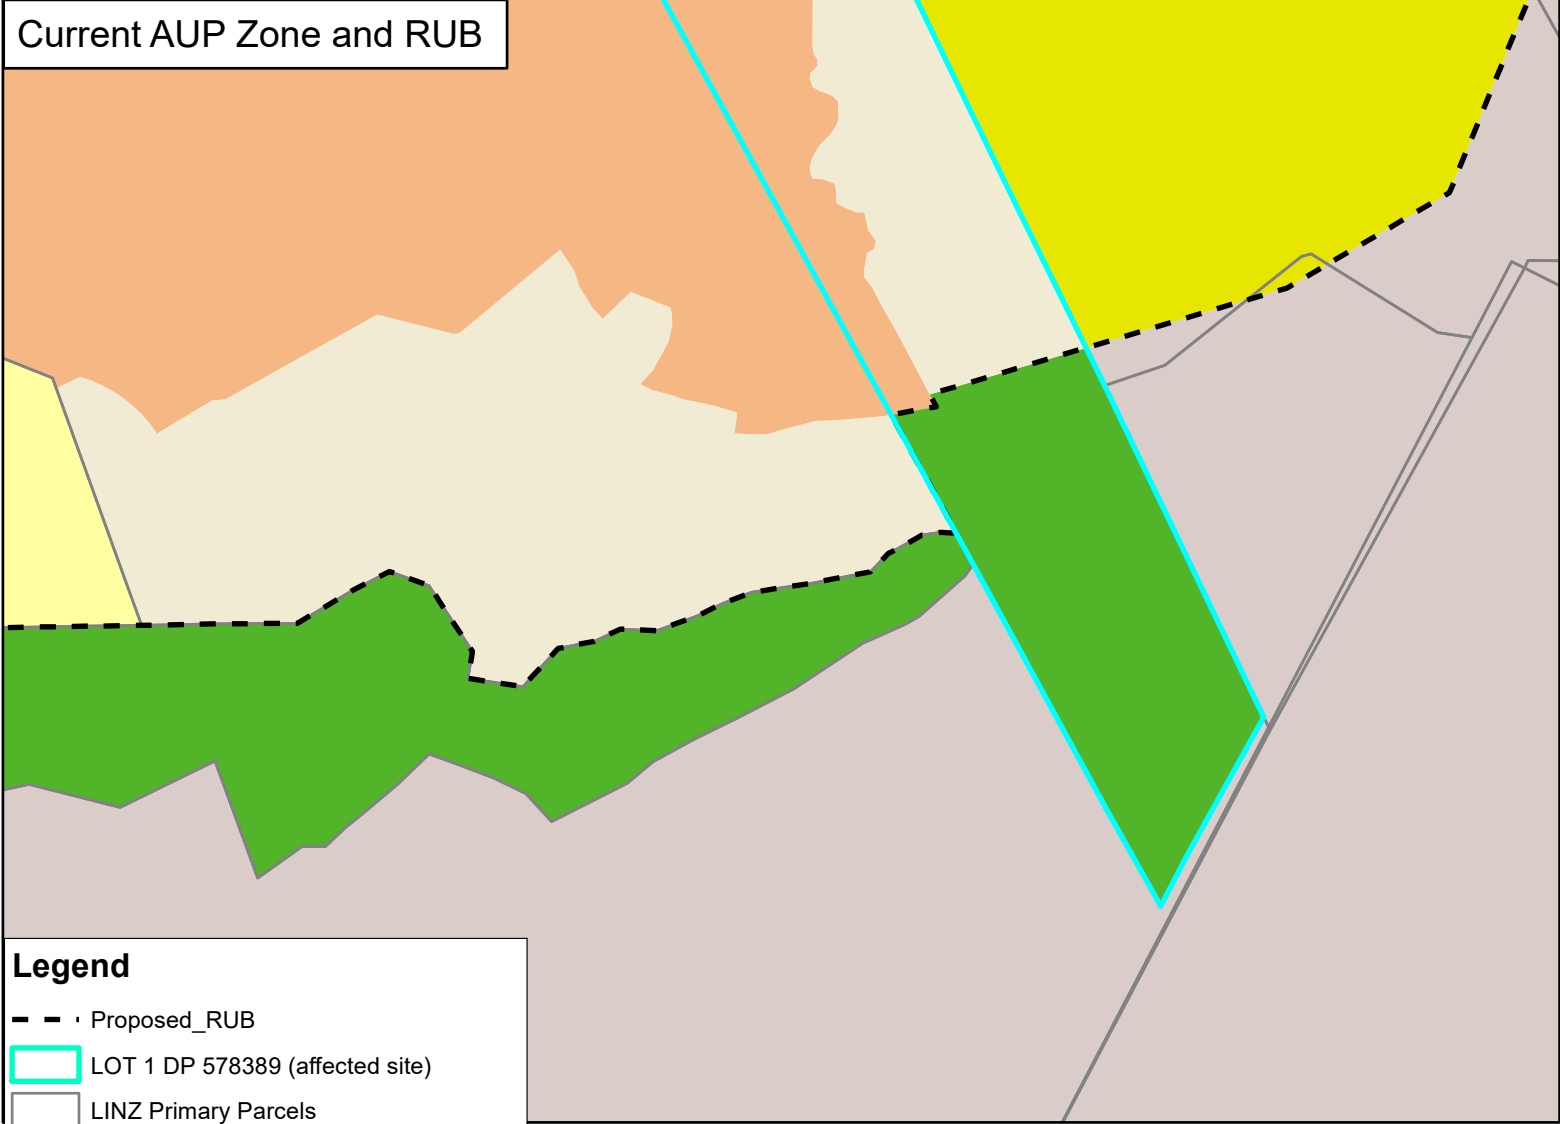 Current AUP Zone and RUB
Legend
Proposed_RUB
LOT 1 DP 578389 (affected site)
LINZ Primary Parcels